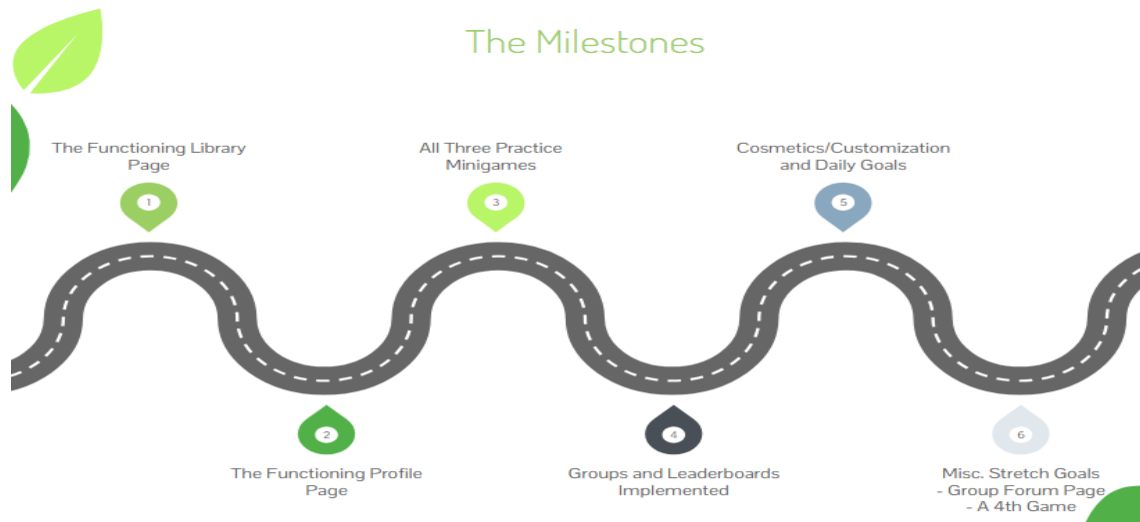 The Milestones
The Functioning Library
Page
1
All Three Practice
Minigames
3
Cosmetics/Customization
and Daily Goals
5
2
The Functioning Profile
Page
4
Groups and Leaderboards
Implemented
6
Misc. Stretch Goals
- Group Forum Page
- A 4th Game